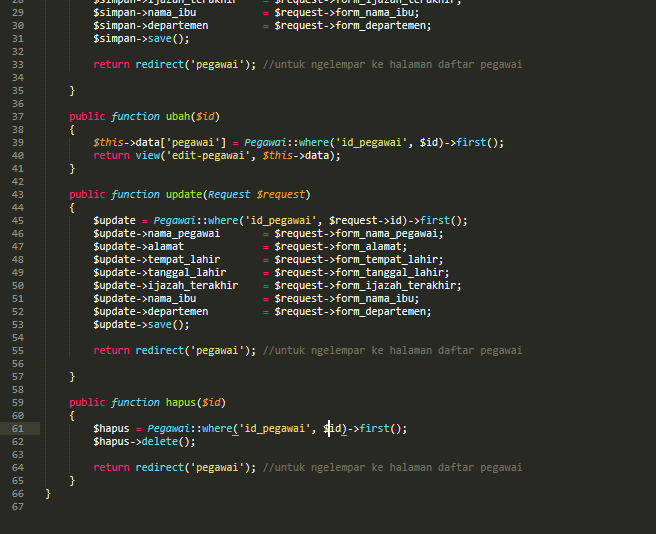 28 $simpan->ijazah_terakhir = $request->form_ijazah_terakhir;
29 $simpan->nama_ibu = $request->form_nama_ibu;
30 $simpan->departemen = $request->form_departemen;
31 $simpan->save();
32
33 return redirect('pegawai'); //untuk ngelempar ke halaman daftar pegawai
34
35 }
36
37 public function ubah($id)
38 {
39 $this->data['pegawai'] = Pegawai::where('id_pegawai', $id)->first();
40 return view('edit-pegawai', $this->data);
41 }
42
43 public function update(Request $request)
44 {
45 $update = Pegawai::where('id_pegawai', $request->id)->first();
46 $update->nama_pegawai = $request->form_nama_pegawai;
47 $update->alamat = $request->form_alamat;
48 $update->tempat_lahir = $request->form_tempat_lahir;
49 $update->tanggal_lahir = $request->form_tanggal_lahir;
50 $update->ijazah_terakhir = $request->form_ijazah_terakhir;
51 $update->nama_ibu = $request->form_nama_ibu;
52 $update->departemen = $request->form_departemen;
53 $update->save();
54
55 return redirect('pegawai'); //untuk ngelempar ke halaman daftar pegawai
56
57 }
58
59 public function hapus($id)
60 {
61 $hapus = Pegawai::where('id_pegawai', $id)->first();
62 $hapus->delete();
63
64 return redirect('pegawai'); //untuk ngelempar ke halaman daftar pegawai
65 }
66 }
67